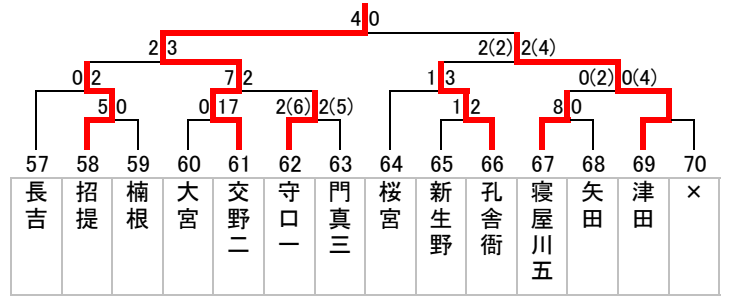 4 0
2 3 2(2) 2(4)
0 2 7 2 1 3 0(2) 0(4)
5 0 0 17 2(6) 2(5) 1 2 8 0
57 58 59 60 61 62 63 64 65 66 67 68 69 70
長吉
招提
楠根
大宮
交野二
守口一
門真三
桜宮
新生野
孔舎衙
寝屋川五
矢田
津田
×